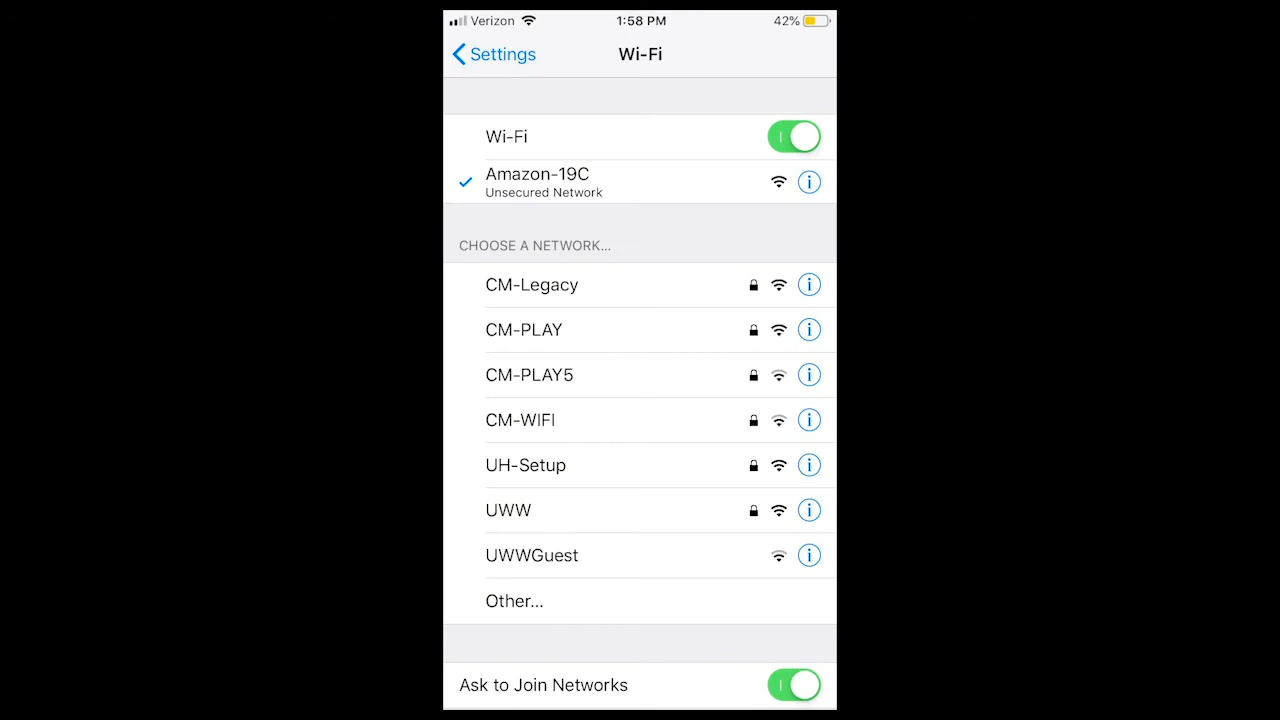 Verizon 1:58 PM 42%
Settings Wi-Fi
Wi-Fi
Amazon-19C
Unsecured Network
CHOOSE A NETWORK...
CM-Legacy
CM-PLAY
CM-PLAY5
CM-WIFI
UH-Setup
UWW
UWWGuest
Other...
Ask to Join Networks